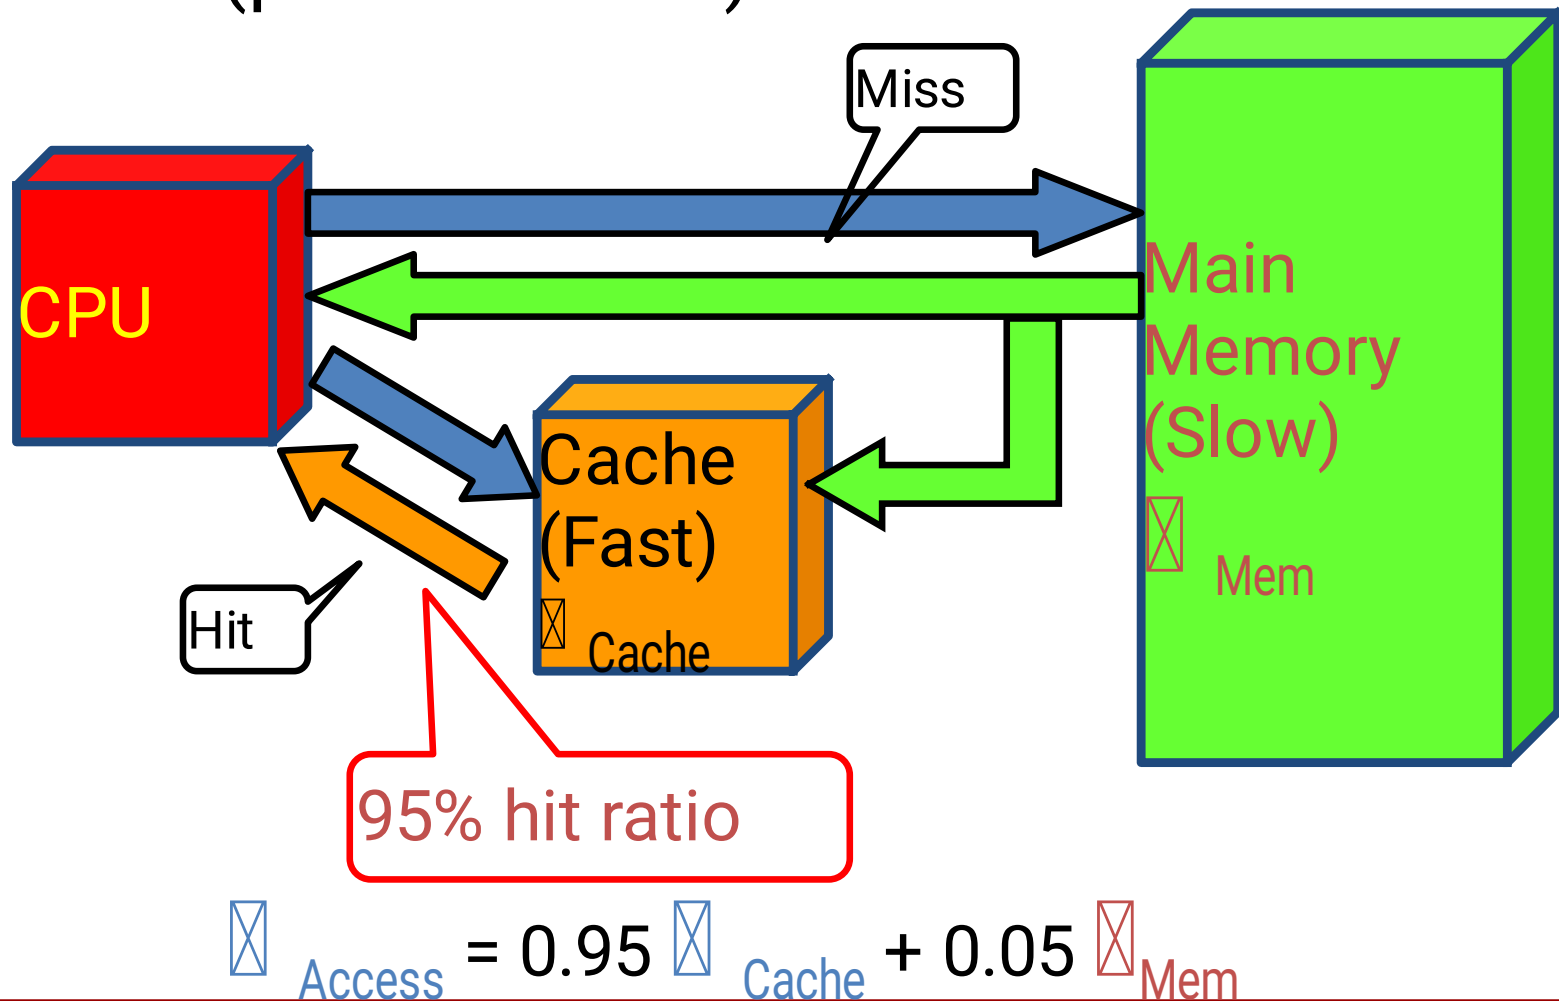 Miss
CPU
Main
Memory
(Slow)
Mem
Cache
(Fast)
Cache
Hit
95% hit ratio
Access = 0.95 Cache + 0.05 Mem